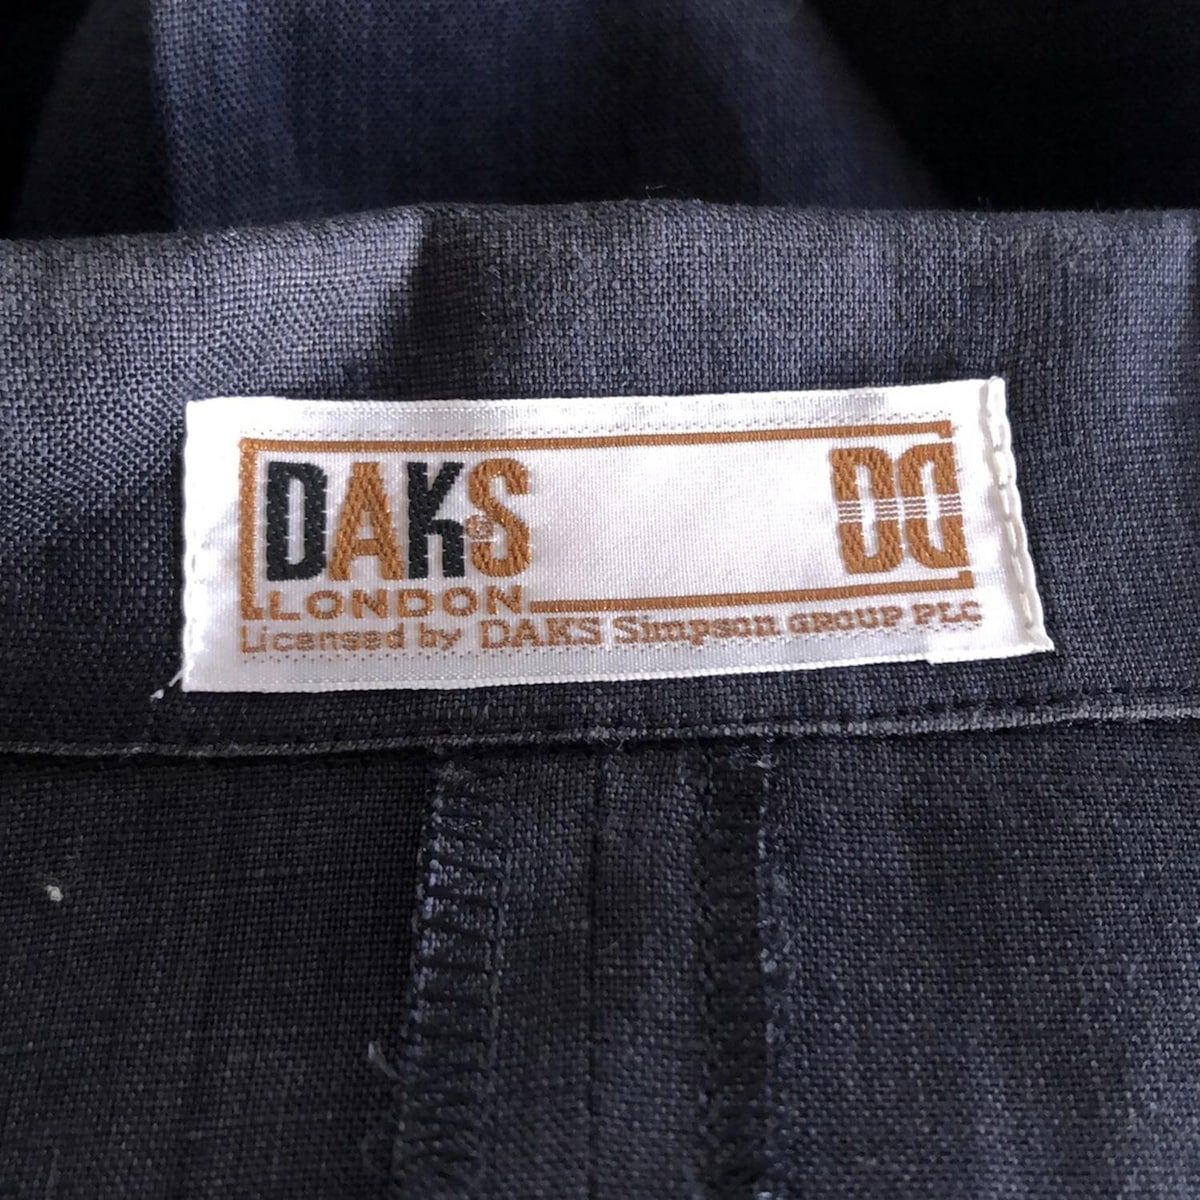 DAKS DD
LONDON
Licensed by DAKS Simpson GROUP PLC